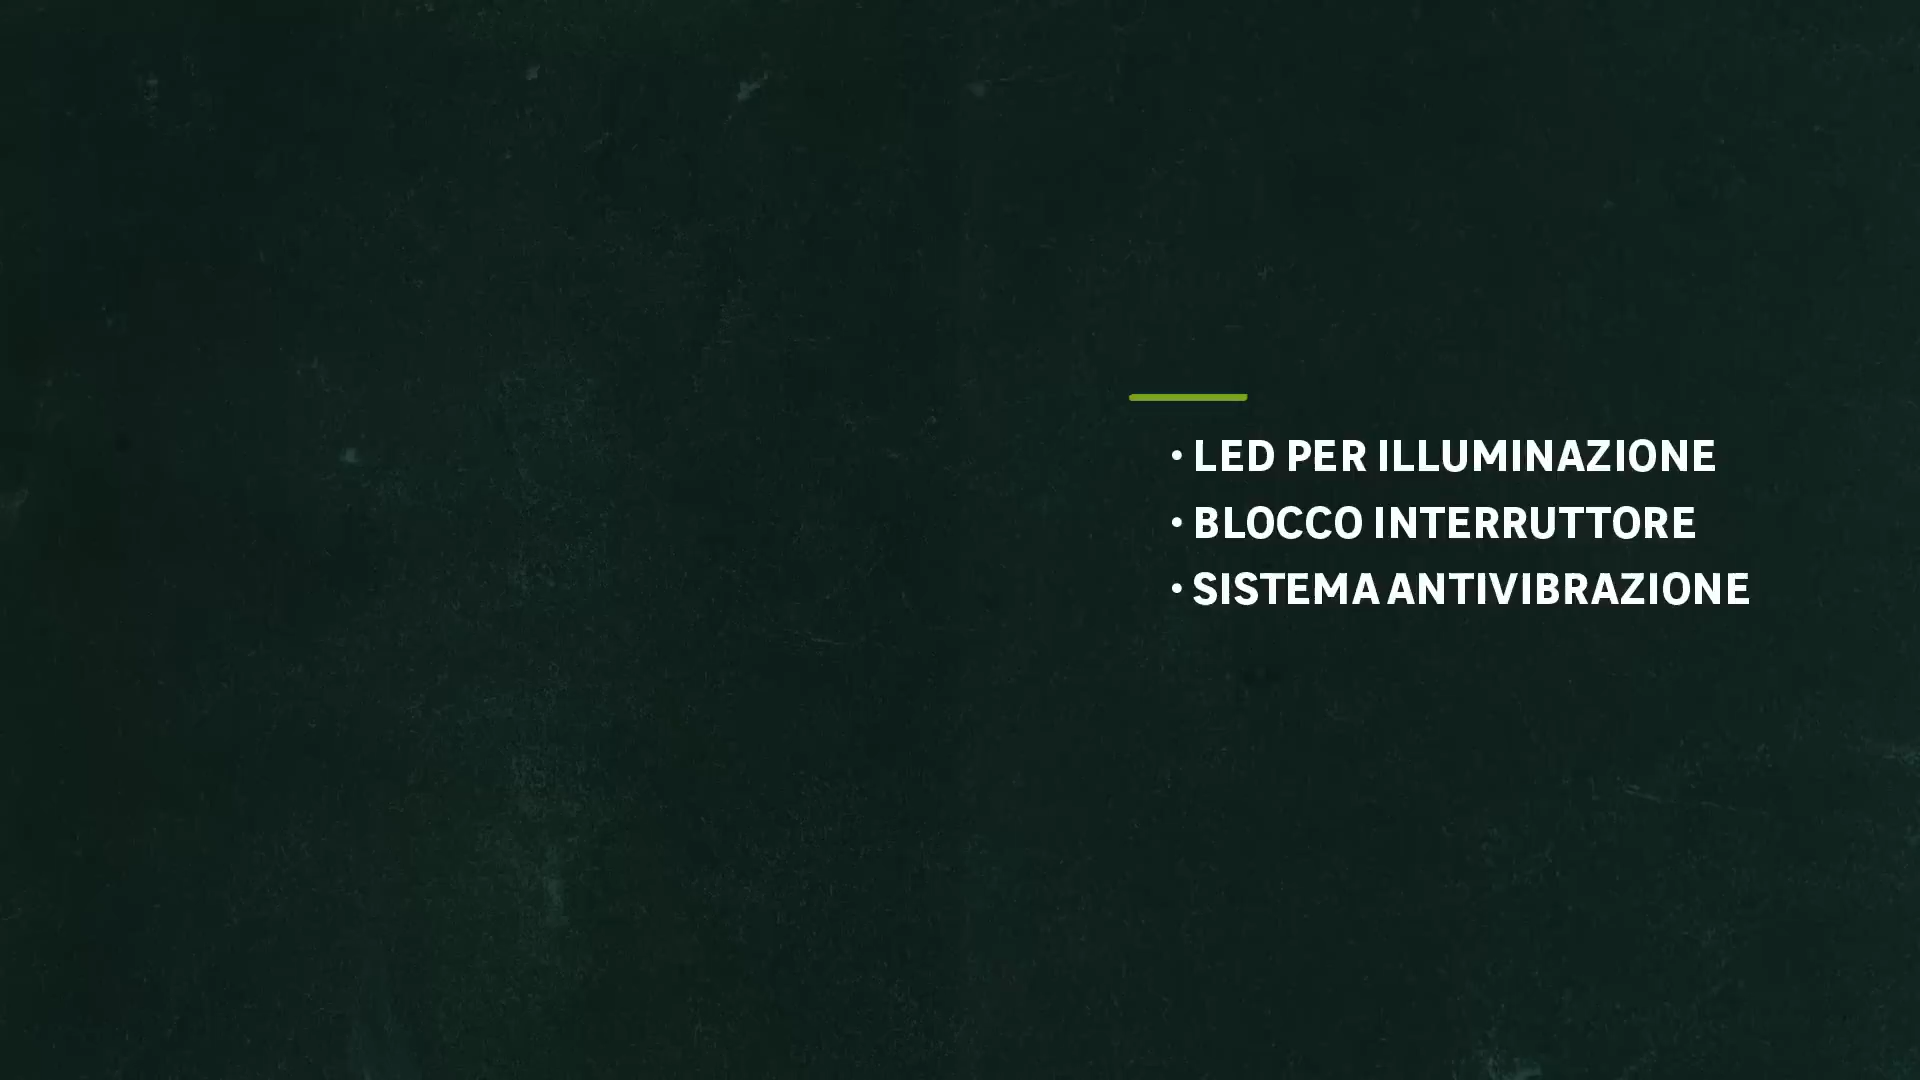 • LED PER ILLUMINAZIONE
• BLOCCO INTERRUTTORE
• SISTEMA ANTIVIBRAZIONE